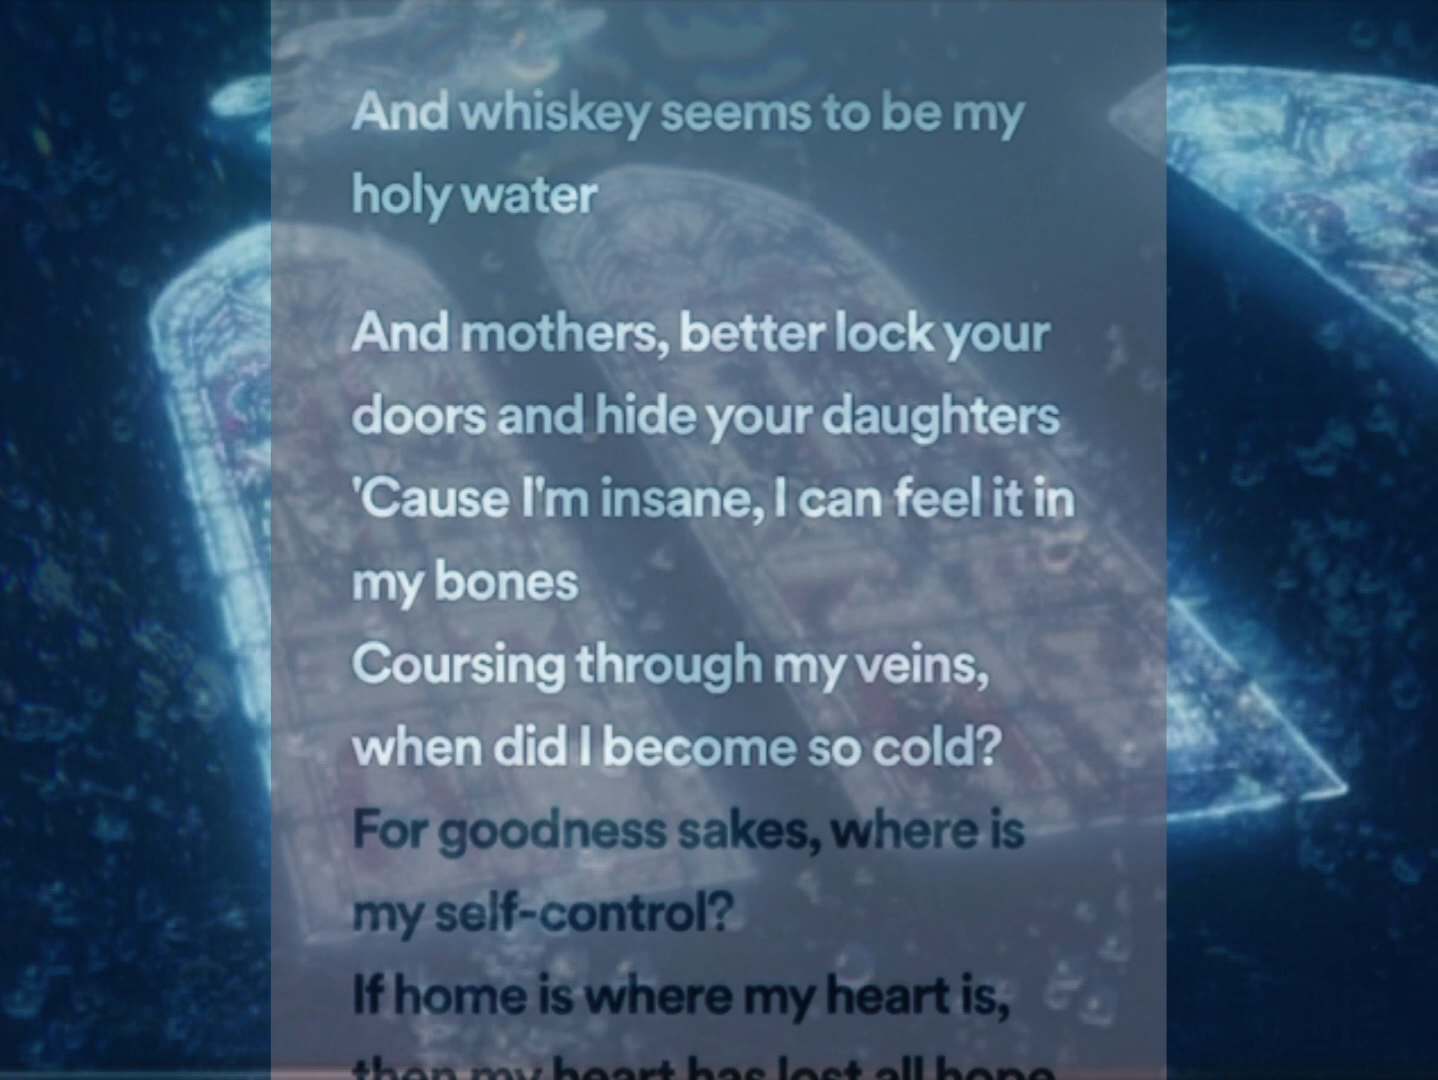 And whiskey seems to be my
holy water
And mothers, better lock your
doors and hide your daughters
'Cause I'm insane, I can feel it in
my bones
Coursing through my veins,
when did I become so cold?
For goodness sakes, where is
my self-control?
If home is where my heart is,
then my heart has lost all hope